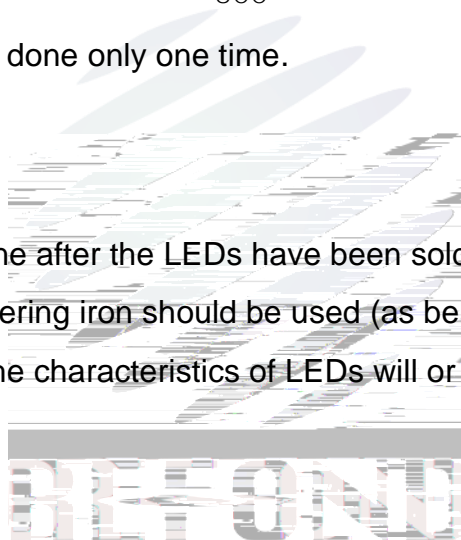 done only one time.
ne after the LEDs have been sold
ering iron should be used (as be
ne characteristics of LEDs will or